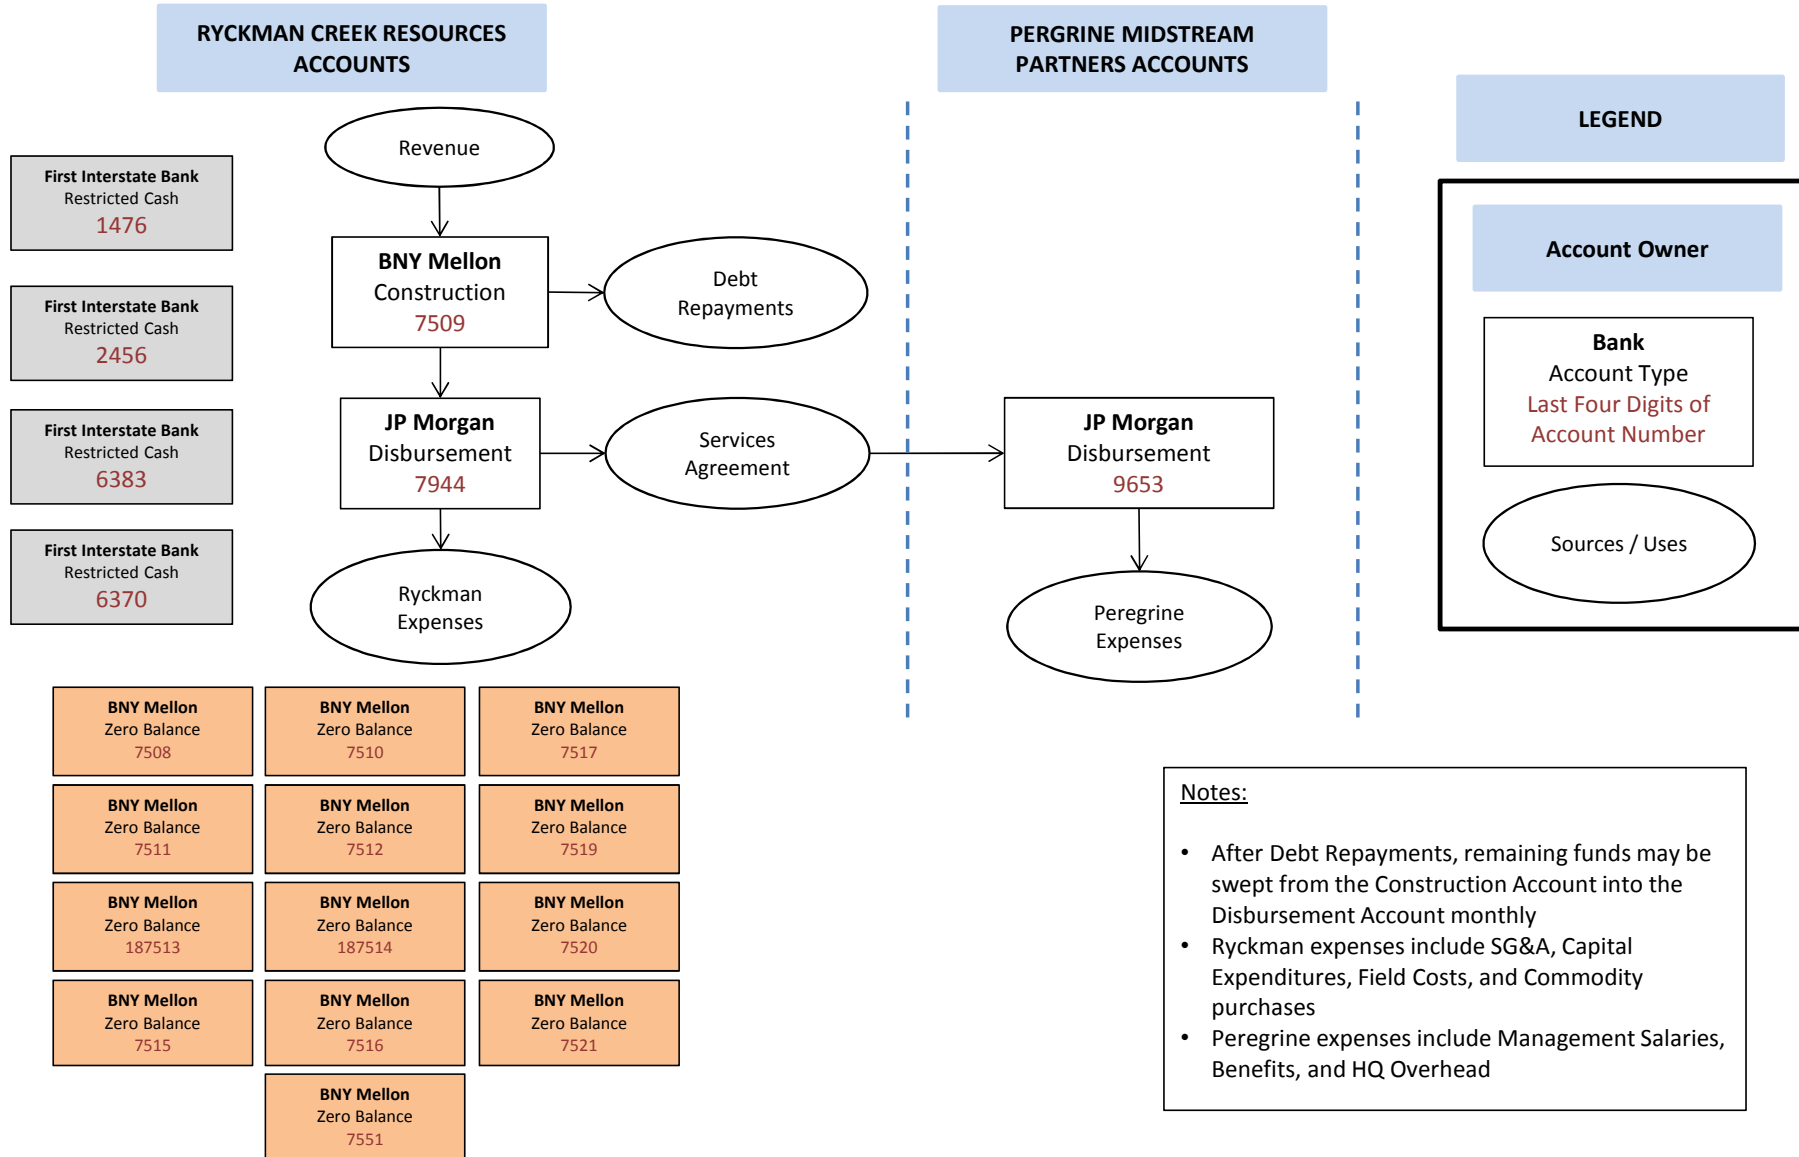 RYCKMAN CREEK RESOURCES
ACCOUNTS
PERGRINE MIDSTREAM
PARTNERS ACCOUNTS
LEGEND
Revenue
First Interstate Bank
Restricted Cash
1476
First Interstate Bank
Restricted Cash
2456
First Interstate Bank
Restricted Cash
6383
First Interstate Bank
Restricted Cash
6370
BNY Mellon
Construction
7509
Debt
Repayments
JP Morgan
Disbursement
7944
Services
Agreement
JP Morgan
Disbursement
9653
Ryckman
Expenses
Peregrine
Expenses
Account Owner
Bank
Account Type
Last Four Digits of
Account Number
Sources / Uses
BNY Mellon
Zero Balance
7508
BNY Mellon
Zero Balance
7510
BNY Mellon
Zero Balance
7517
BNY Mellon
Zero Balance
7511
BNY Mellon
Zero Balance
7512
BNY Mellon
Zero Balance
7519
BNY Mellon
Zero Balance
187513
BNY Mellon
Zero Balance
187514
BNY Mellon
Zero Balance
7520
BNY Mellon
Zero Balance
7515
BNY Mellon
Zero Balance
7516
BNY Mellon
Zero Balance
7521
BNY Mellon
Zero Balance
7551
Notes:
• After Debt Repayments, remaining funds may be
swept from the Construction Account into the
Disbursement Account monthly
• Ryckman expenses include SG&A, Capital
Expenditures, Field Costs, and Commodity
purchases
• Peregrine expenses include Management Salaries,
Benefits, and HQ Overhead